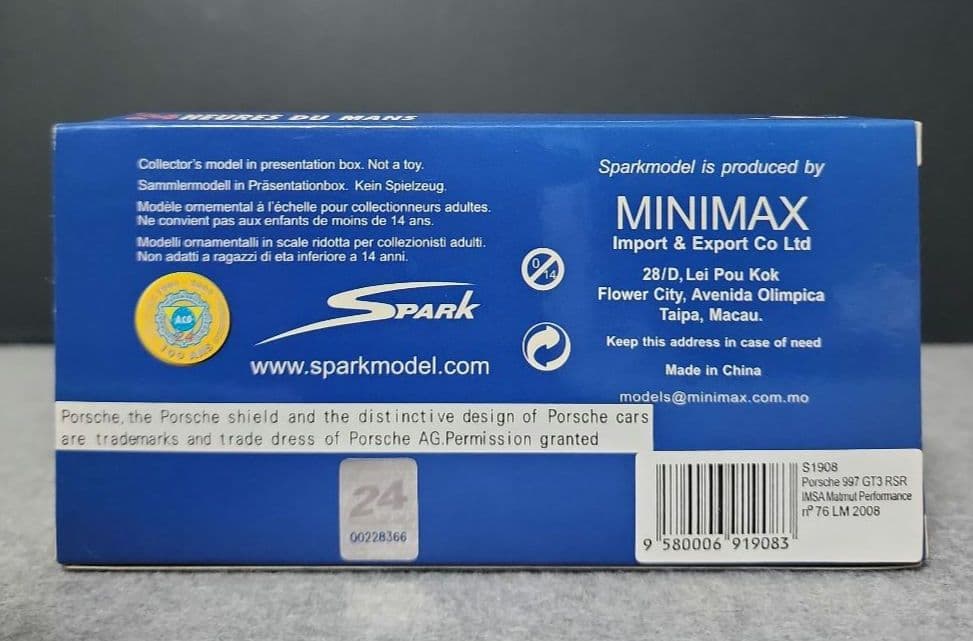 24 HEURES DU MANS
Collector's model in presentation box. Not a toy.
Sammlermodell in Präsentationbox. Kein Spielzeug.
Modèle ornemental à l'échelle pour collectionneurs adultes.
Ne convient pas aux enfants de moins de 14 ans.
Modelli ornamentalli in scale ridotta per collezionisti adulti.
Non adatti a ragazzi di eta inferiore a 14 anni.
ACO
24
100 ANS
SPARK
www.sparkmodel.com
0
14
Sparkmodel is produced by
MINIMAX
Import & Export Co Ltd
28/D, Lei Pou Kok
Flower City, Avenida Olimpica
Taipa, Macau.
Keep this address in case of need
Made in China
models@minimax.com.mo
Porsche, the Porsche shield and the distinctive design of Porsche cars
are trademarks and trade dress of Porsche AG.Permission granted
24
00228366
S1908
Porsche 997 GT3 RSR
IMSA Matmut Performance
nº 76 LM 2008
9 580006 919083